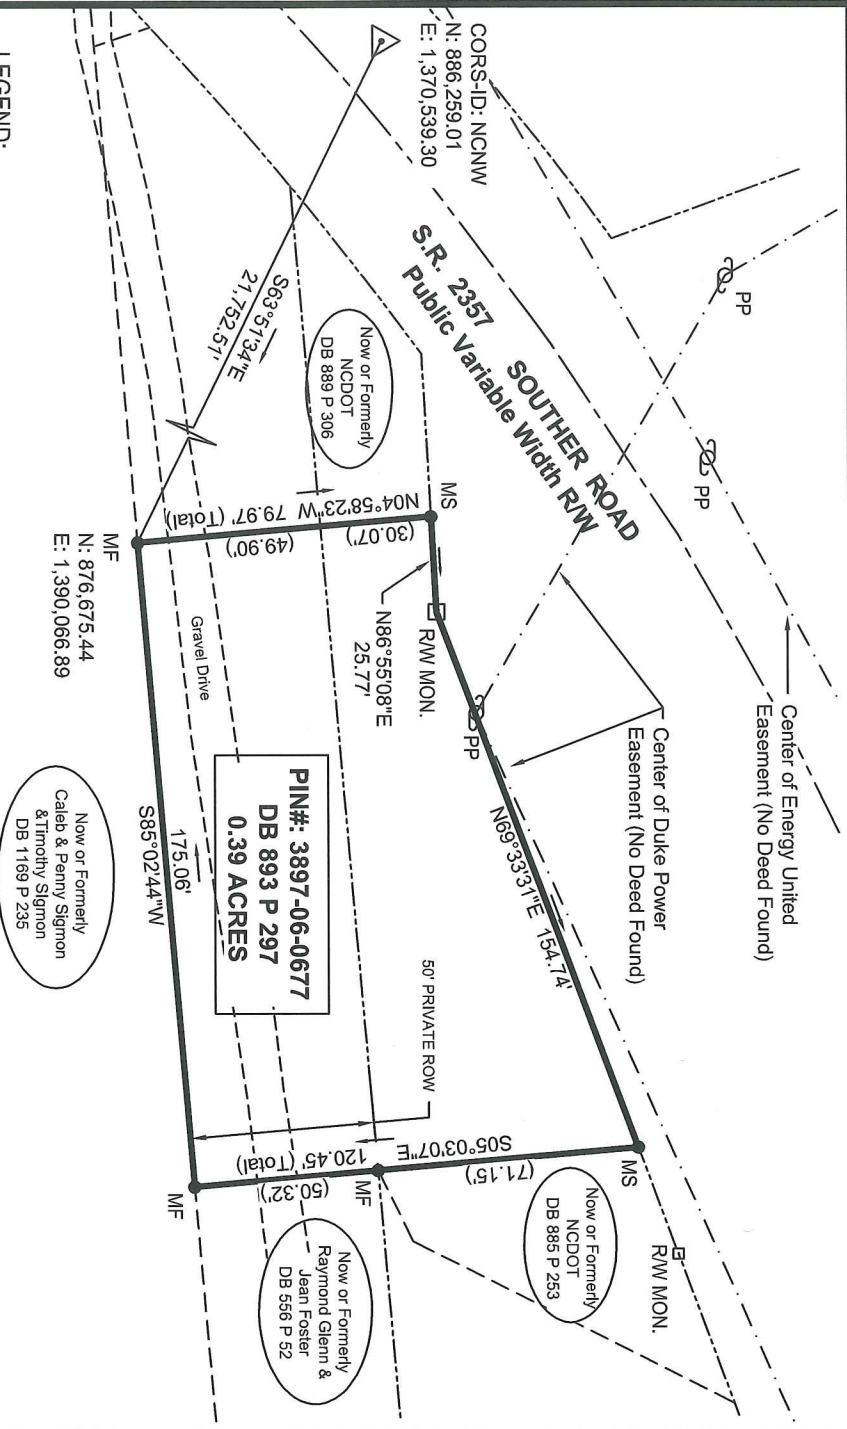 CORS-ID: NCNW
N: 886,259.01
E: 1,370,539.30
S.R. 2357 SOUTHER ROAD
Public Variable Width R/W
PP
PP
Center of Energy United
Easement (No Deed Found)
Center of Duke Power
Easement (No Deed Found)
S63°51'34"E
21,752.51'
Now or Formerly
NCDOT
DB 889 P 306
MS
N04°58'23"W 79.97' (Total)
(30.07')
(49.90')
R/W MON.
N86°55'08"E
25.77'
PP
N69°33'31"E 154.74'
MF
N: 876,675.44
E: 1,390,066.89
Gravel Drive
PIN#: 3897-06-0677
DB 893 P 297
0.39 ACRES
175.06'
S85°02'44"W
Now or Formerly
Caleb & Penny Sigmon
&Timothy Sigmon
DB 1169 P 235
50' PRIVATE ROW
S05°03'07"E
120.45' (Total)
(71.15')
(50.32')
MS
MF
MF
Now or Formerly
NCDOT
DB 885 P 253
R/W MON.
Now or Formerly
Raymond Glenn &
Jean Foster
DB 556 P 52
LEGEND: